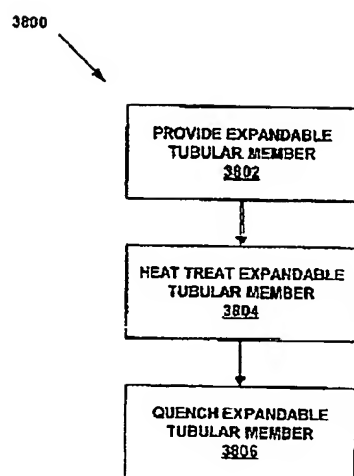 3800
PROVIDE EXPANDABLE
TUBULAR MEMBER
3802
HEAT TREAT EXPANDABLE
TUBULAR MEMBER
3804
QUENCH EXPANDABLE
TUBULAR MEMBER
3806